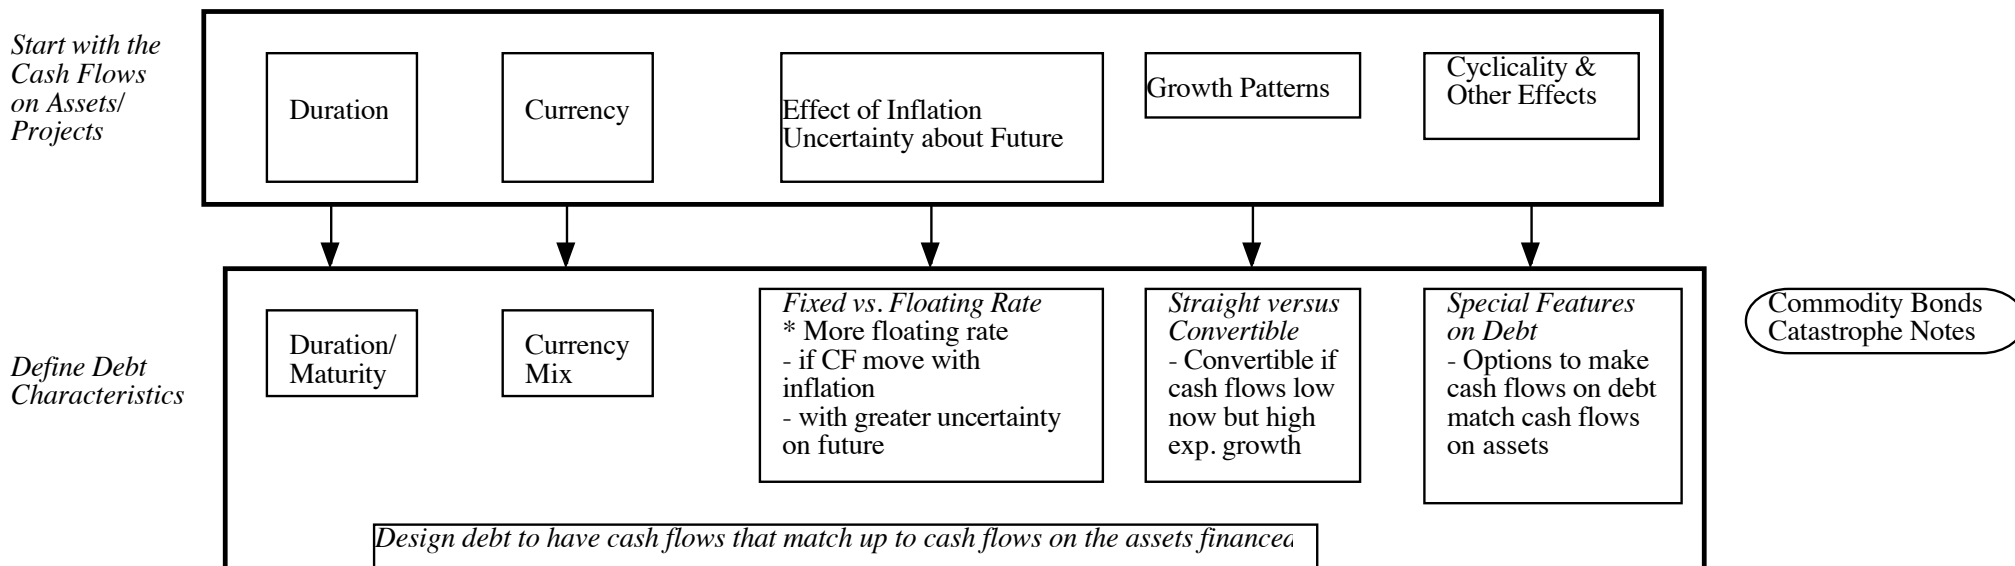 Start with the
Cash Flows
on Assets/
Projects
Duration
Currency
Effect of Inflation
Uncertainty about Future
Growth Patterns
Cyclicality &
Other Effects
Define Debt
Characteristics
Duration/
Maturity
Currency
Mix
Fixed vs. Floating Rate
* More floating rate
- if CF move with
inflation
- with greater uncertainty
on future
Straight versus
Convertible
- Convertible if
cash flows low
now but high
exp. growth
Special Features
on Debt
- Options to make
cash flows on debt
match cash flows
on assets
Commodity Bonds
Catastrophe Notes
Design debt to have cash flows that match up to cash flows on the assets financed